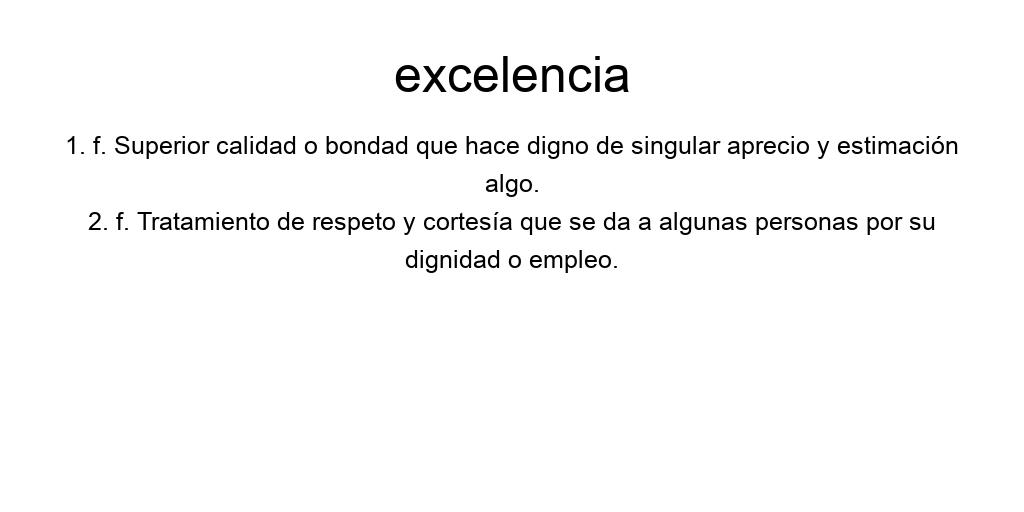 excelencia
1. f. Superior calidad o bondad que hace digno de singular aprecio y estimación
algo.
2. f. Tratamiento de respeto y cortesía que se da a algunas personas por su
dignidad o empleo.